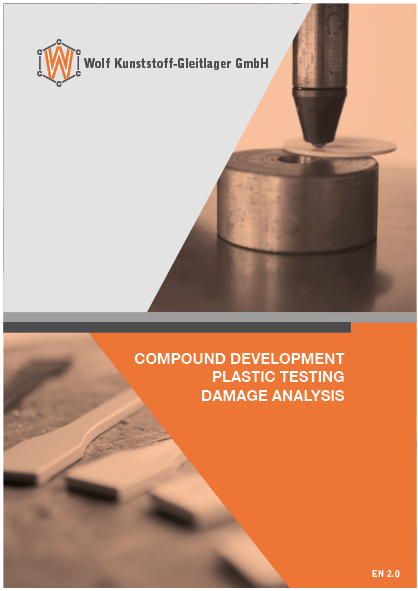 Wolf Kunststoff-Gleitlager GmbH
COMPOUND DEVELOPMENT
PLASTIC TESTING
DAMAGE ANALYSIS
EN 2.0